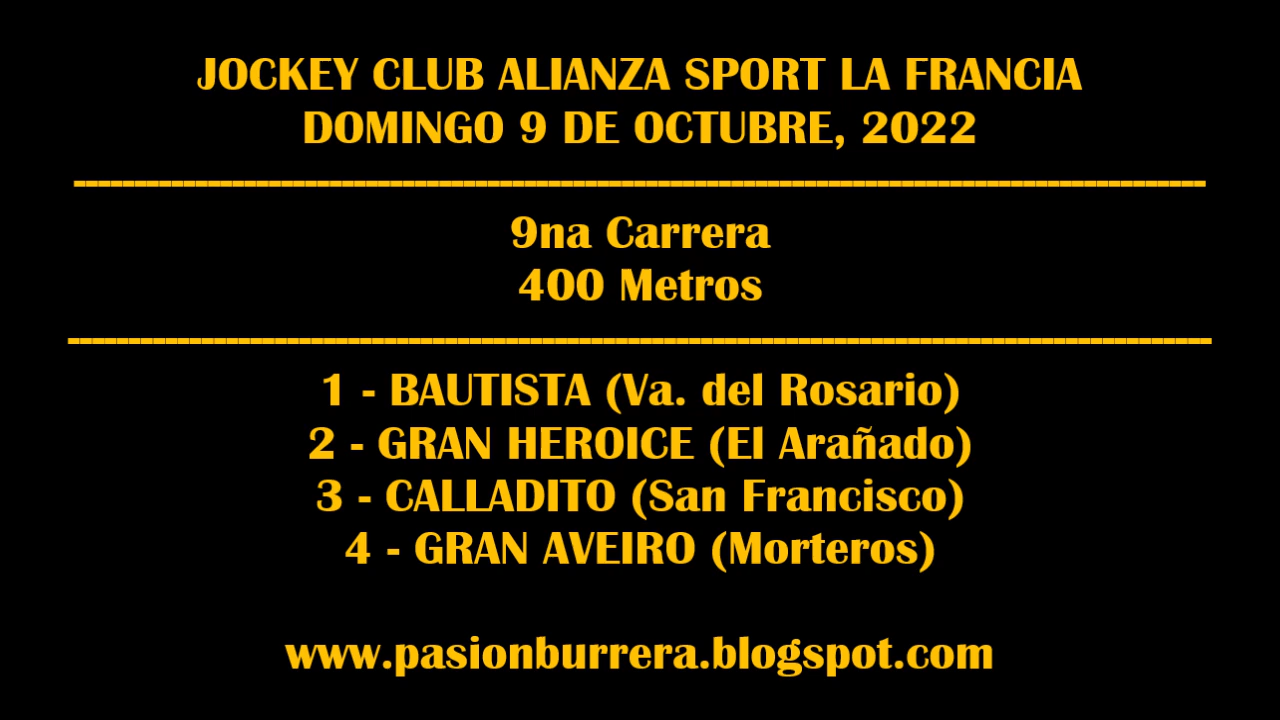 JOCKEY CLUB ALIANZA SPORT LA FRANCIA
DOMINGO 9 DE OCTUBRE, 2022
9na Carrera
400 Metros
1 - BAUTISTA (Va. del Rosario)
2 - GRAN HEROICE (El Arañado)
3 - CALLADITO (San Francisco)
4 - GRAN AVEIRO (Morteros)
www.pasionburrera.blogspot.com